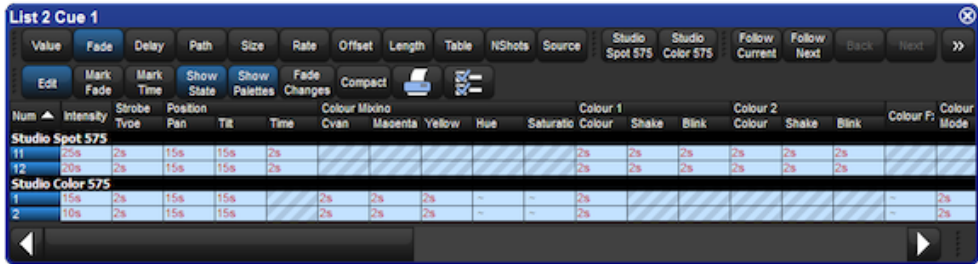 List 2 Cue 1
Value Fade Delay Path Size Rate Offset Length Table NShots Source Studio Spot 575 Studio Color 575 Follow Current Follow Next Back Next »
Edit Mark Fade Mark Time Show State Show Palettes Fade Changes Compact
Strobe Position Colour Mixing Colour 1 Colour 2 Colour
Num Intensity Type Pan Tilt Time Cyan Magenta Yellow Hue Saturatio Colour Shake Blink Colour Shake Blink Colour F: Mode
Studio Spot 575
11 25s 2s 15s 15s 2s 2s 2s 2s 2s 2s 2s
12 20s 2s 15s 15s 2s 2s 2s 2s 2s 2s 2s
Studio Color 575
1 15s 2s 15s 15s 2s 2s 2s ~ ~ 2s ~ 2s
2 10s 2s 15s 15s 2s 2s 2s ~ ~ 2s ~ 2s